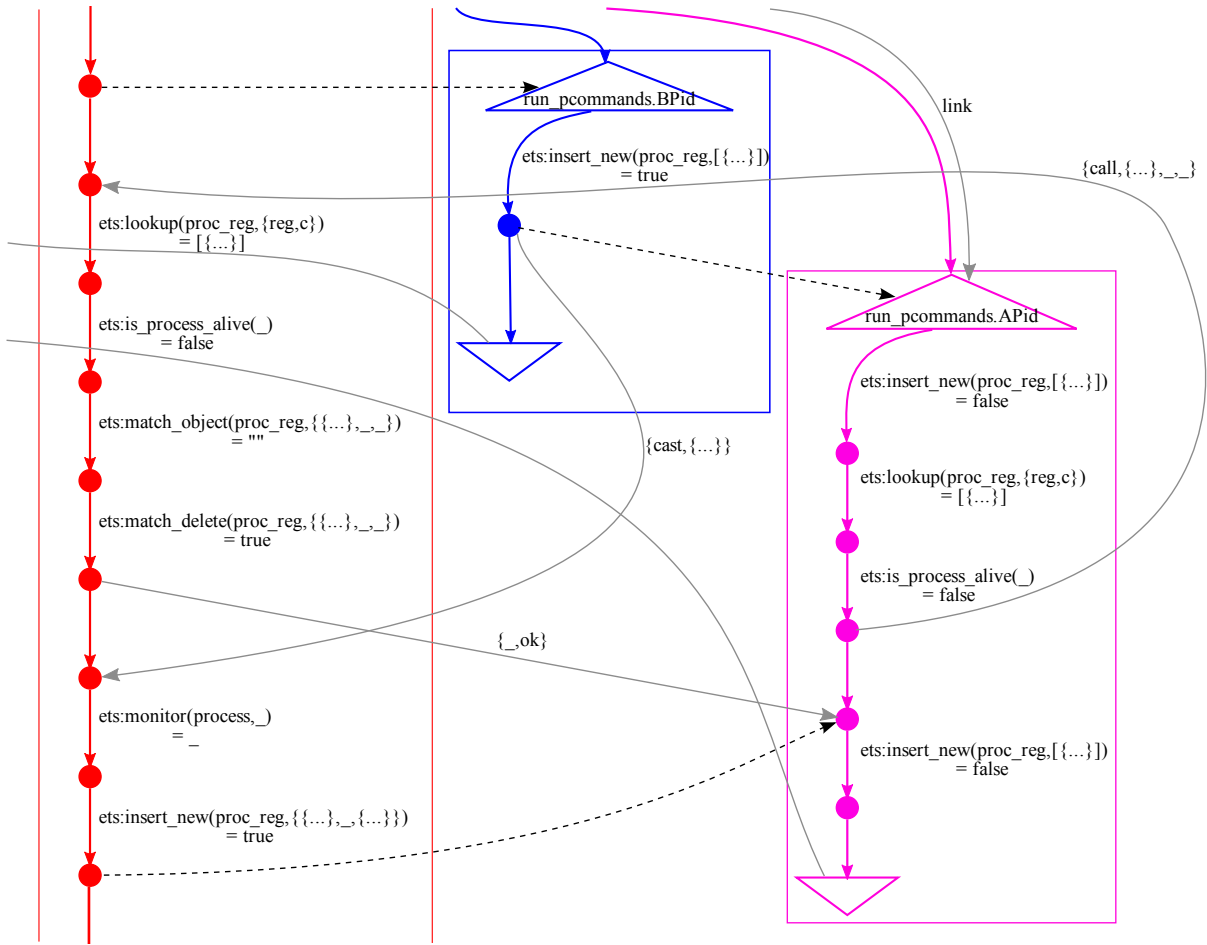 run_pcommands.BPid
link
ets:insert_new(proc_reg,[{...}])
= true
{call,{...},_,_}
ets:lookup(proc_reg,{reg,c})
= [{...}]
ets:is_process_alive(_)
= false
run_pcommands.APid
ets:insert_new(proc_reg,[{...}])
= false
ets:match_object(proc_reg,{{...},_,_})
= ""
{cast,{...}}
ets:lookup(proc_reg,{reg,c})
= [{...}]
ets:match_delete(proc_reg,{{...},_,_})
= true
ets:is_process_alive(_)
= false
{_,ok}
ets:monitor(process,_)
= _
ets:insert_new(proc_reg,[{...}])
= false
ets:insert_new(proc_reg,{{...},_,{...}})
= true